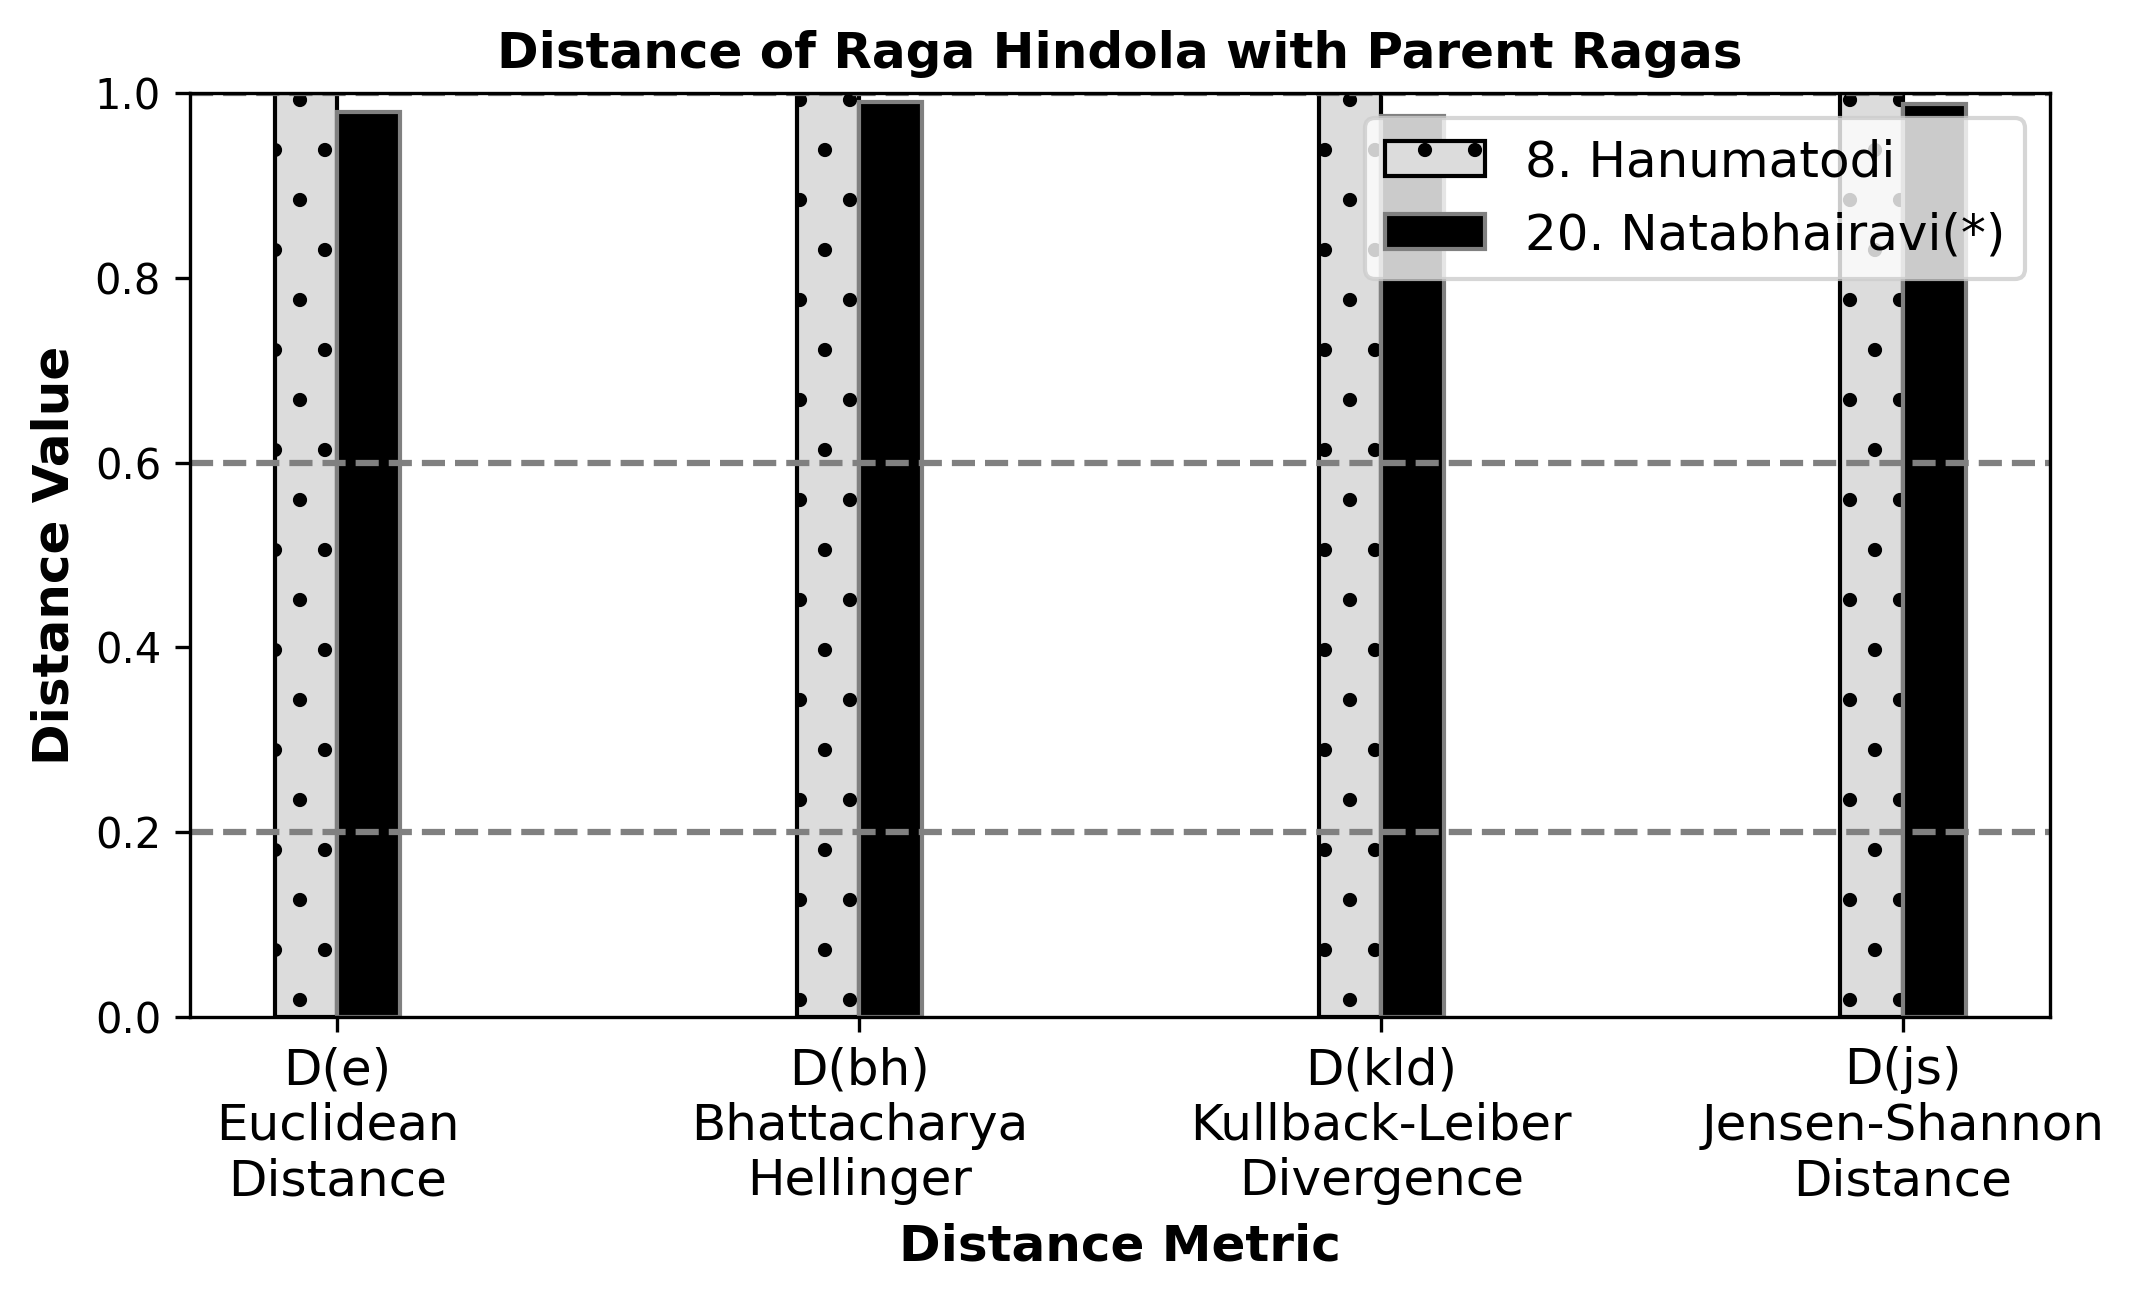 Distance of Raga Hindola with Parent Ragas
Distance Value
1.0
0.8
0.6
0.4
0.2
0.0
8. Hanumatodi
20. Natabhairavi(*)
D(e)
Euclidean
Distance
D(bh)
Bhattacharya
Hellinger
D(kld)
Kullback-Leiber
Divergence
D(js)
Jensen-Shannon
Distance
Distance Metric